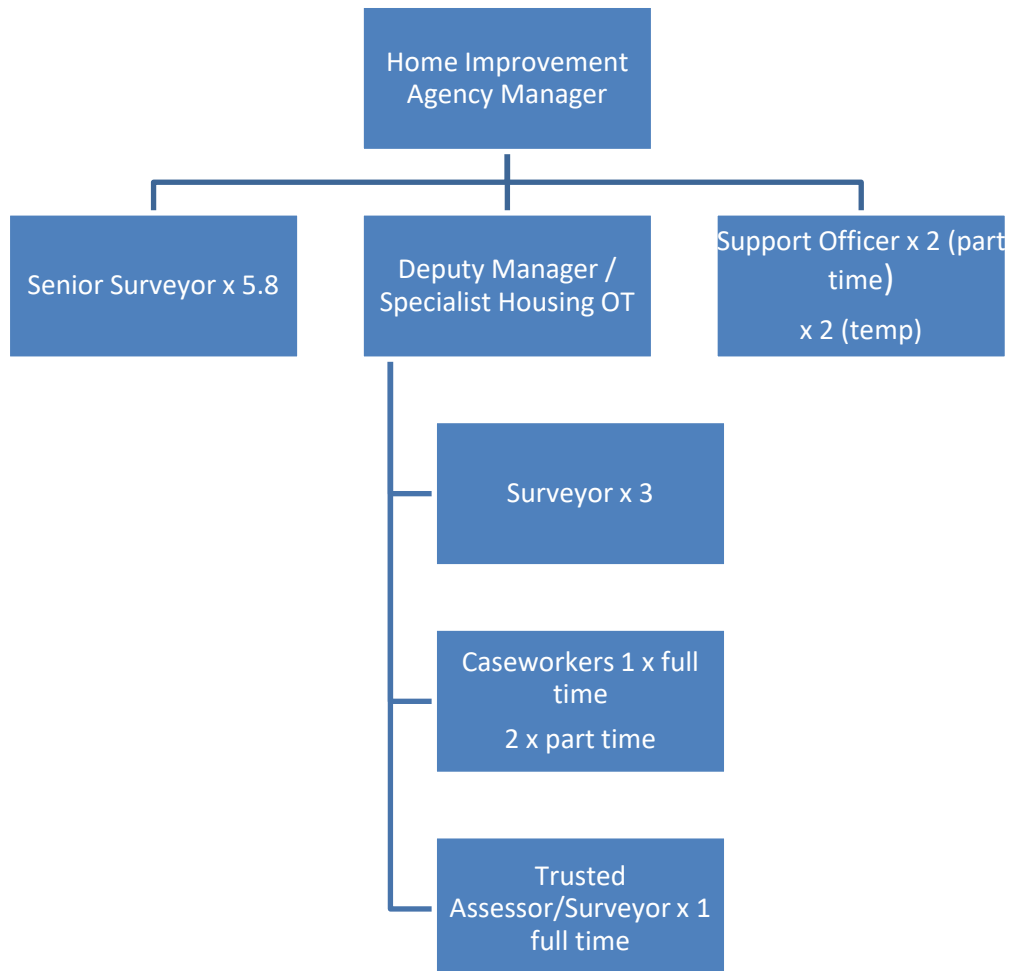 Home Improvement
Agency Manager
Senior Surveyor x 5.8
Deputy Manager /
Specialist Housing OT
Support Officer x 2 (part
time)
x 2 (temp)
Surveyor x 3
Caseworkers 1 x full
time
2 x part time
Trusted
Assessor/Surveyor x 1
full time